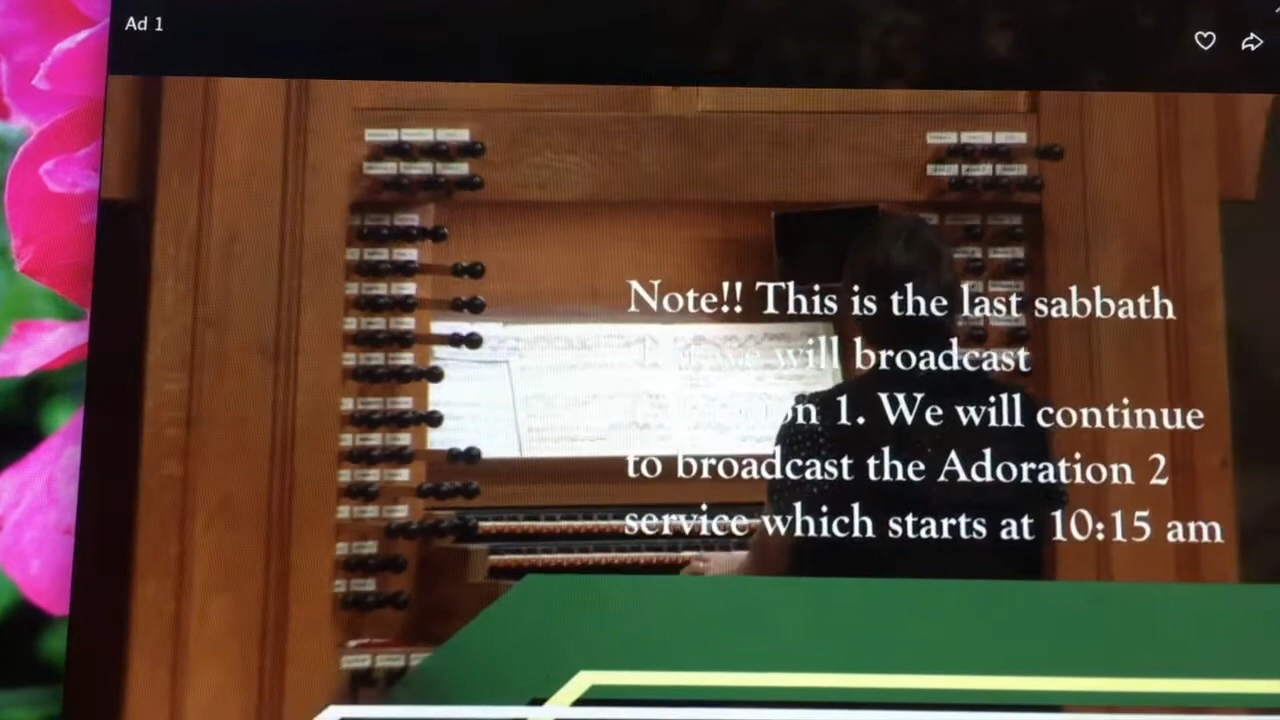 Ad 1
Note!! This is the last sabbath
we will broadcast
1. We will continue
to broadcast the Adoration 2
service which starts at 10:15 am